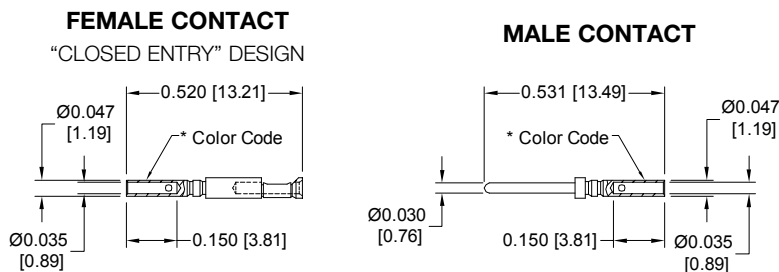 FEMALE CONTACT
"CLOSED ENTRY" DESIGN
0.520 [13.21]
Ø0.047
[1.19]
* Color Code
Ø0.035
[0.89]
0.150 [3.81]
MALE CONTACT
0.531 [13.49]
Ø0.047
[1.19]
* Color Code
Ø0.030
[0.76]
0.150 [3.81]
Ø0.035
[0.89]